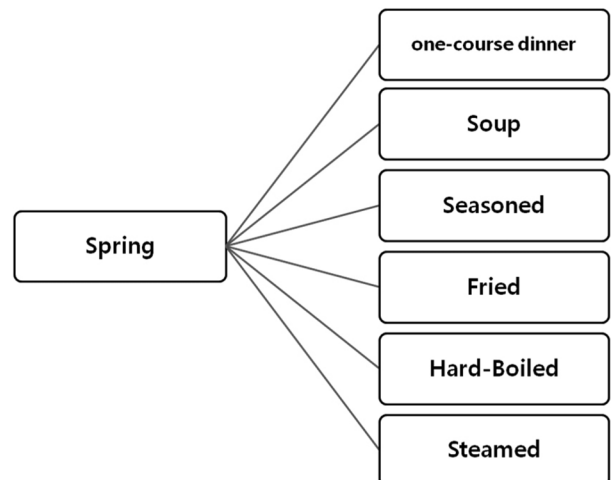 one-course dinner
Soup
Seasoned
Spring
Fried
Hard-Boiled
Steamed